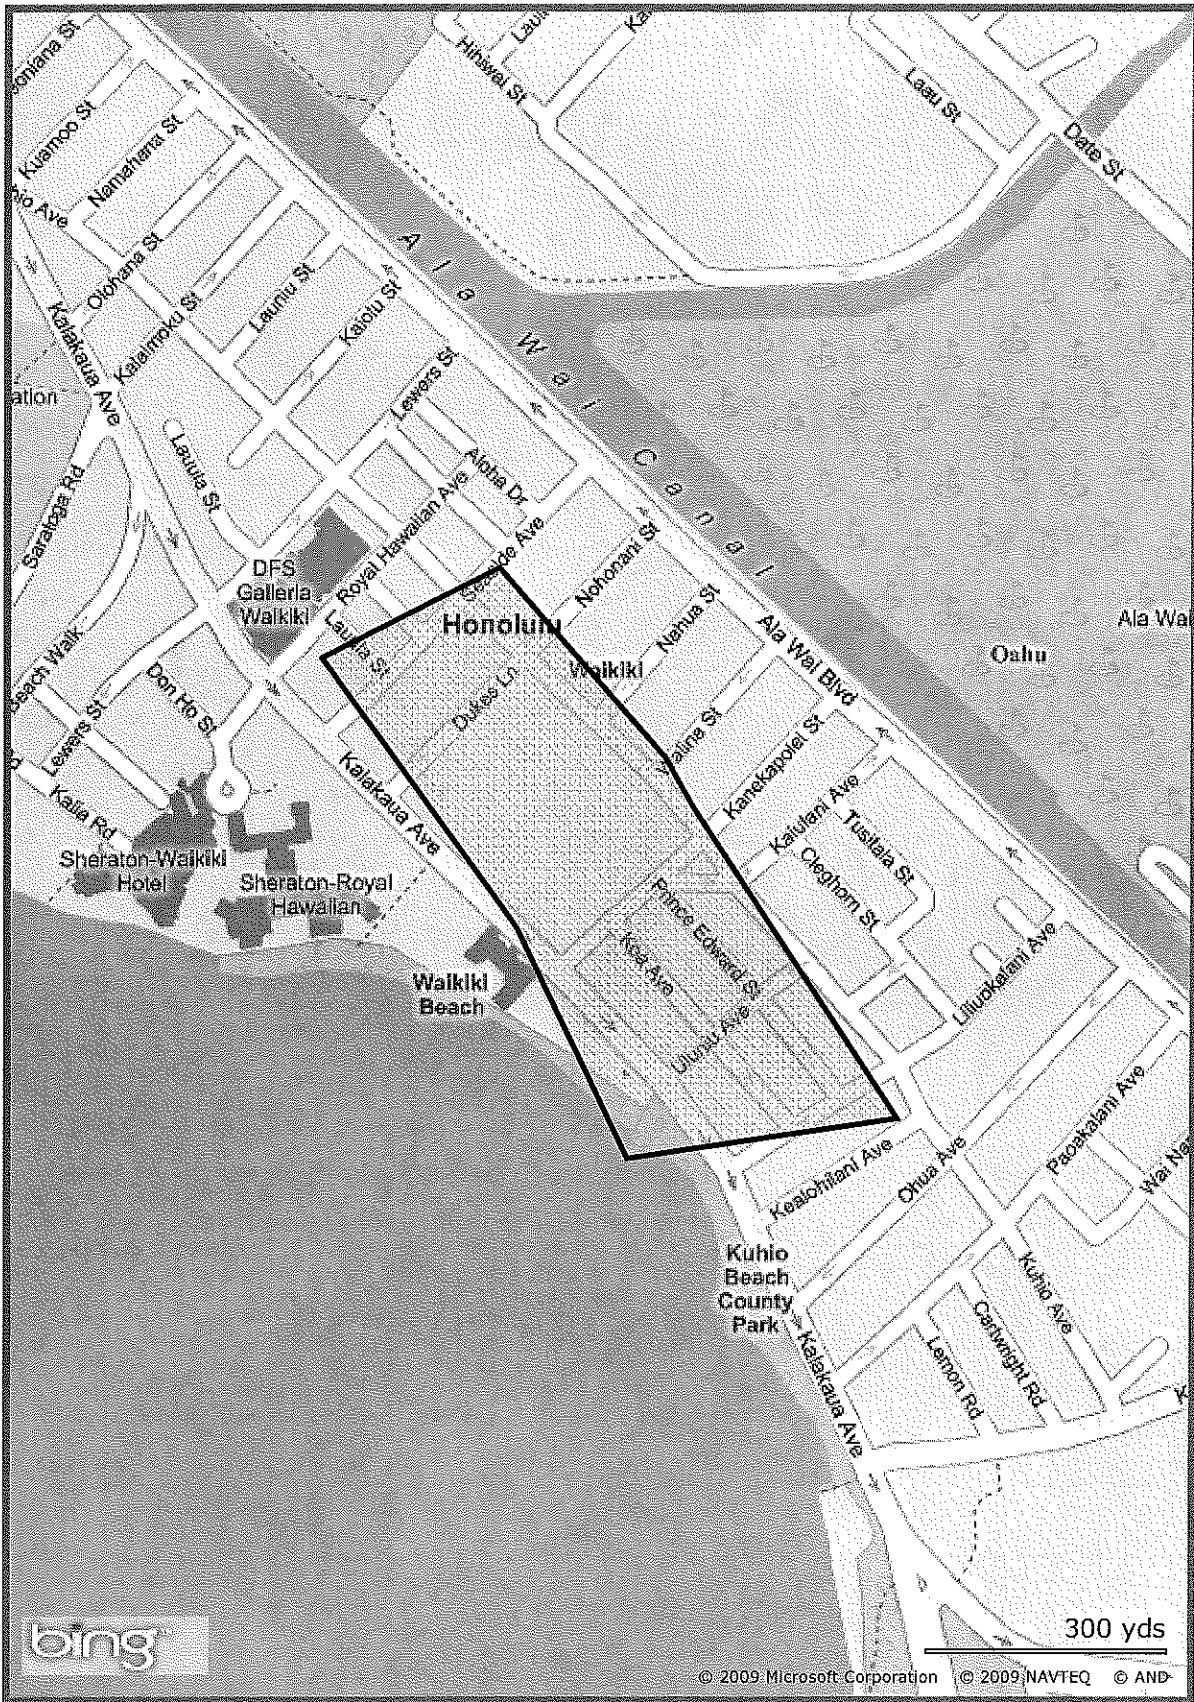 Kuamoo St
Namahana St
Olohana St
Kalakaua Ave
Kalaimoku St
Launiu St
Kaiolu St
Lewers St
Hihiwai St
Laau St
Date St
Ala Wai Canal
Saratoga Rd
Lauula St
Aloha Dr
Royal Hawaiian Ave
Seaside Ave
DFS
Galleria
Waikiki
Nohonani St
Nahua St
Honolulu
Waikiki
Lauula St
Dukes Ln
Ala Wai Blvd
Oahu
Ala Wai
Beach Walk
Lewers St
Don Ho St
Kalia Rd
Kalakaua Ave
Walina St
Kanekapolei St
Kaiulani Ave
Tusitala St
Cleghorn St
Sheraton-Waikiki
Hotel
Sheraton-Royal
Hawaiian
Prince Edward St
Koa Ave
Uluniu Ave
Liliuokalani Ave
Waikiki
Beach
Kealohilani Ave
Ohua Ave
Paoakalani Ave
Kuhio
Beach
County
Park
Kuhio Ave
Cartwright Rd
Lemon Rd
Kalakaua Ave
bing
300 yds
© 2009 Microsoft Corporation © 2009 NAVTEQ © AND